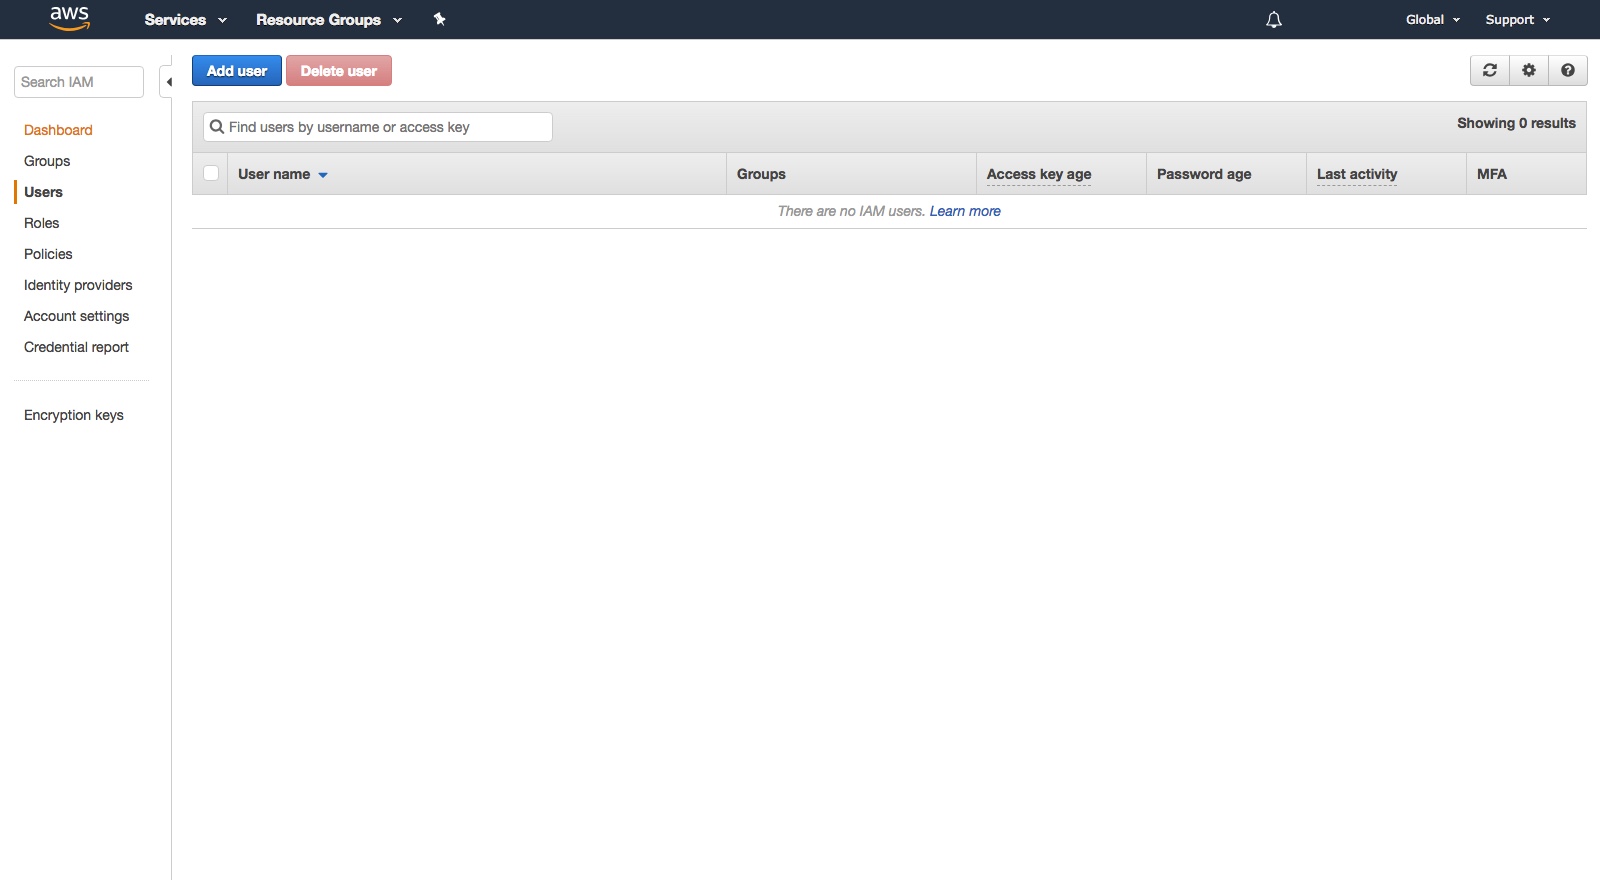 aws Services Resource Groups Global Support
Search IAM
Dashboard
Groups
Users
Roles
Policies
Identity providers
Account settings
Credential report
Encryption keys
Add user Delete user
Find users by username or access key Showing 0 results
User name Groups Access key age Password age Last activity MFA
There are no IAM users. Learn more